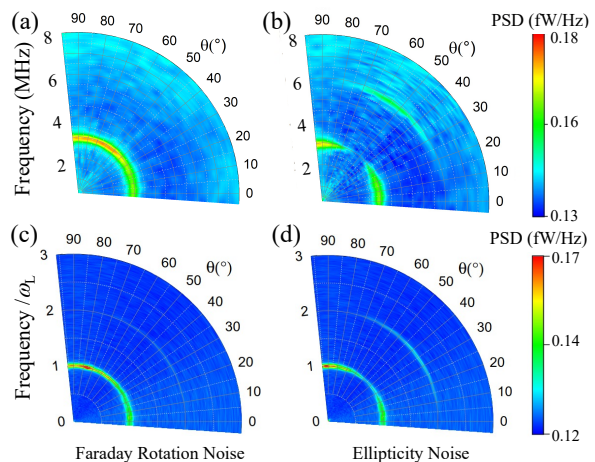 (a)
(b)
PSD (fW/Hz)
90 80 70 60 50 40 30 20 10 0
θ(°)
8 6 4 2
Frequency (MHz)
90 80 70 60 50 40 30 20 10 0
θ(°)
8 6 4 2
0.18
0.16
0.13
(c)
(d)
PSD (fW/Hz)
90 80 70 60 50 40 30 20 10 0
θ(°)
3 2 1 0
Frequency /ω_L
90 80 70 60 50 40 30 20 10 0
θ(°)
3 2 1 0
0.17
0.14
0.12
Faraday Rotation Noise
Ellipticity Noise